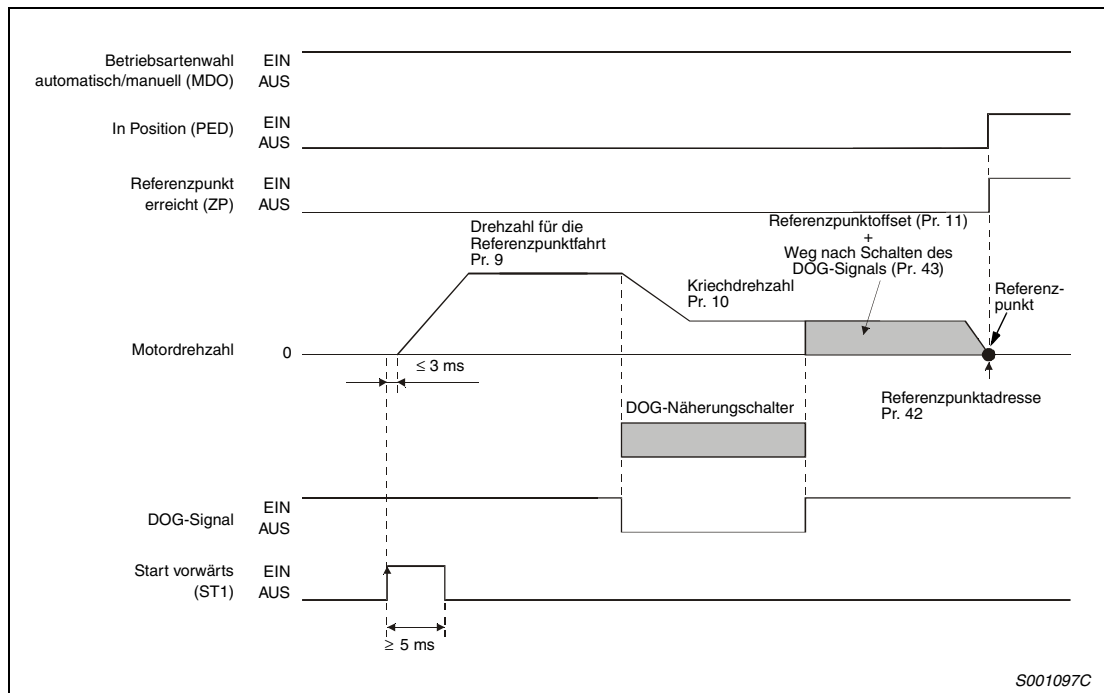 Betriebsartenwahl
automatisch/manuell (MDO)
EIN
AUS
In Position (PED)
EIN
AUS
Referenzpunkt
erreicht (ZP)
EIN
AUS
Drehzahl für die
Referenzpunktfahrt
Pr. 9
Referenzpunktoffset (Pr. 11)
+
Weg nach Schalten des
DOG-Signals (Pr. 43)
Kriechdrehzahl
Pr. 10
Referenz-
punkt
Motordrehzahl
0
≤ 3 ms
Referenzpunktadresse
Pr. 42
DOG-Näherungschalter
DOG-Signal
EIN
AUS
Start vorwärts
(ST1)
EIN
AUS
≥ 5 ms
S001097C